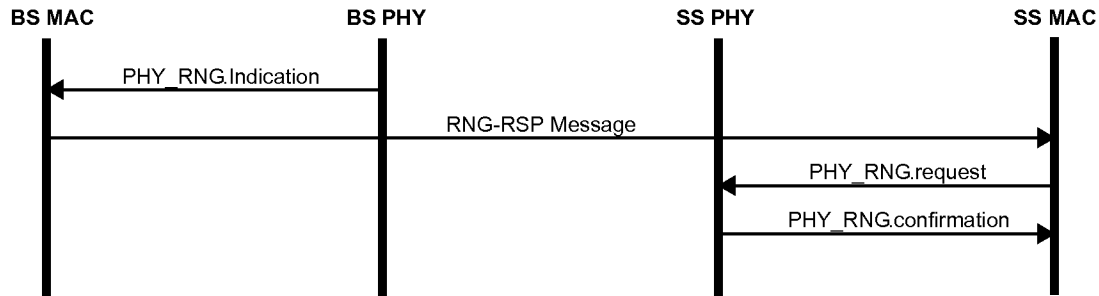 BS MAC BS PHY SS PHY SS MAC
PHY_RNG.Indication
RNG-RSP Message
PHY_RNG.request
PHY_RNG.confirmation